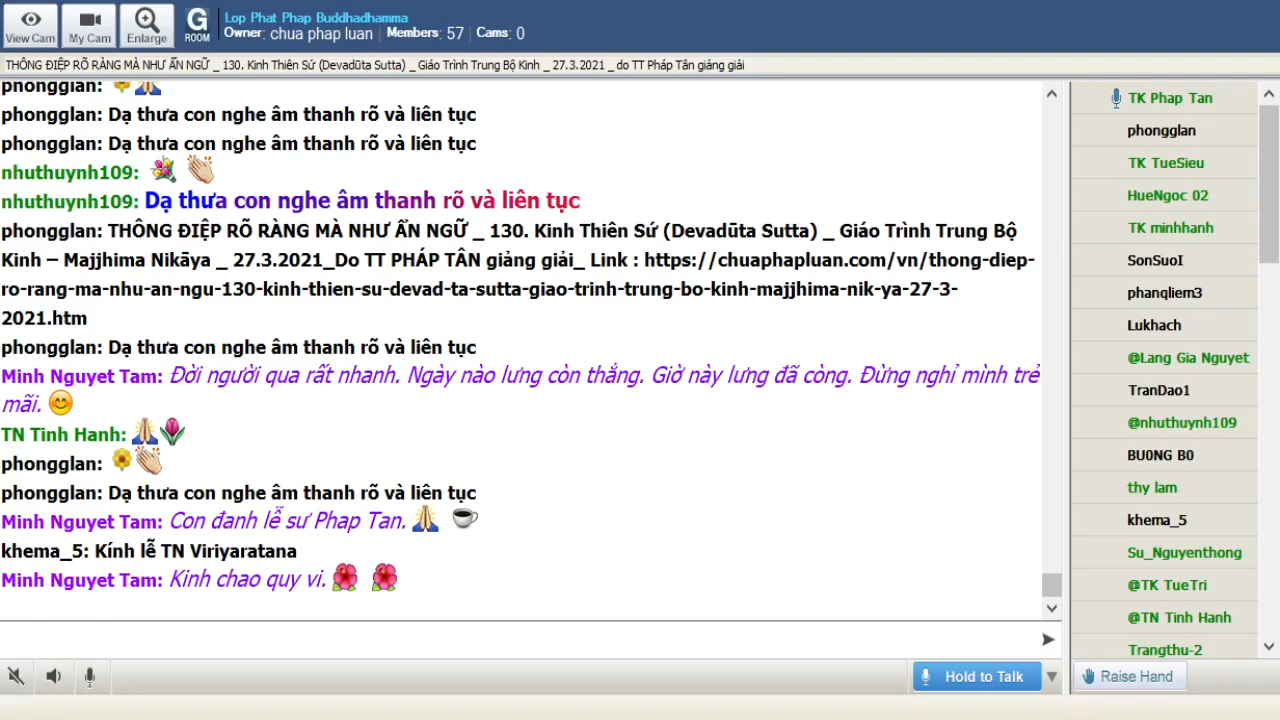 View Cam
My Cam
Enlarge
G
ROOM
Lop Phat Phap Buddhadhamma
Owner: chua phap luan | Members: 57 | Cams: 0
THÔNG ĐIỆP RÕ RÀNG MÀ NHƯ ẨN NGỮ _ 130. Kinh Thiên Sứ (Devadūta Sutta) _ Giáo Trình Trung Bộ Kinh _ 27.3.2021 _ do TT Pháp Tân giảng giải
phongglan:
phongglan: Dạ thưa con nghe âm thanh rõ và liên tục
phongglan: Dạ thưa con nghe âm thanh rõ và liên tục
nhuthuynh109:
nhuthuynh109: Dạ thưa con nghe âm thanh rõ và liên tục
phongglan: THÔNG ĐIỆP RÕ RÀNG MÀ NHƯ ẨN NGỮ _ 130. Kinh Thiên Sứ (Devadūta Sutta) _ Giáo Trình Trung Bộ
Kinh – Majjhima Nikāya _ 27.3.2021_Do TT PHÁP TÂN giảng giải_ Link : https://chuaphapluan.com/vn/thong-diep-
ro-rang-ma-nhu-an-ngu-130-kinh-thien-su-devad-ta-sutta-giao-trinh-trung-bo-kinh-majjhima-nik-ya-27-3-
2021.htm
phongglan: Dạ thưa con nghe âm thanh rõ và liên tục
Minh Nguyet Tam: Đời người qua rất nhanh. Ngày nào lưng còn thẳng. Giờ này lưng đã còng. Đừng nghỉ mình trẻ
mãi.
TN Tinh Hanh:
phongglan:
phongglan: Dạ thưa con nghe âm thanh rõ và liên tục
Minh Nguyet Tam: Con đanh lễ sư Phap Tan.
khema_5: Kính lễ TN Viriyaratana
Minh Nguyet Tam: Kinh chao quy vi.
TK Phap Tan
phongglan
TK TueSieu
HueNgoc 02
TK minhhanh
SonSuoI
phanqliem3
Lukhach
@Lang Gia Nguyet
TranDao1
@nhuthuynh109
BU0NG B0
thy lam
khema_5
Su_Nguyenthong
@TK TueTri
@TN Tinh Hanh
Trangthu-2
Hold to Talk
Raise Hand